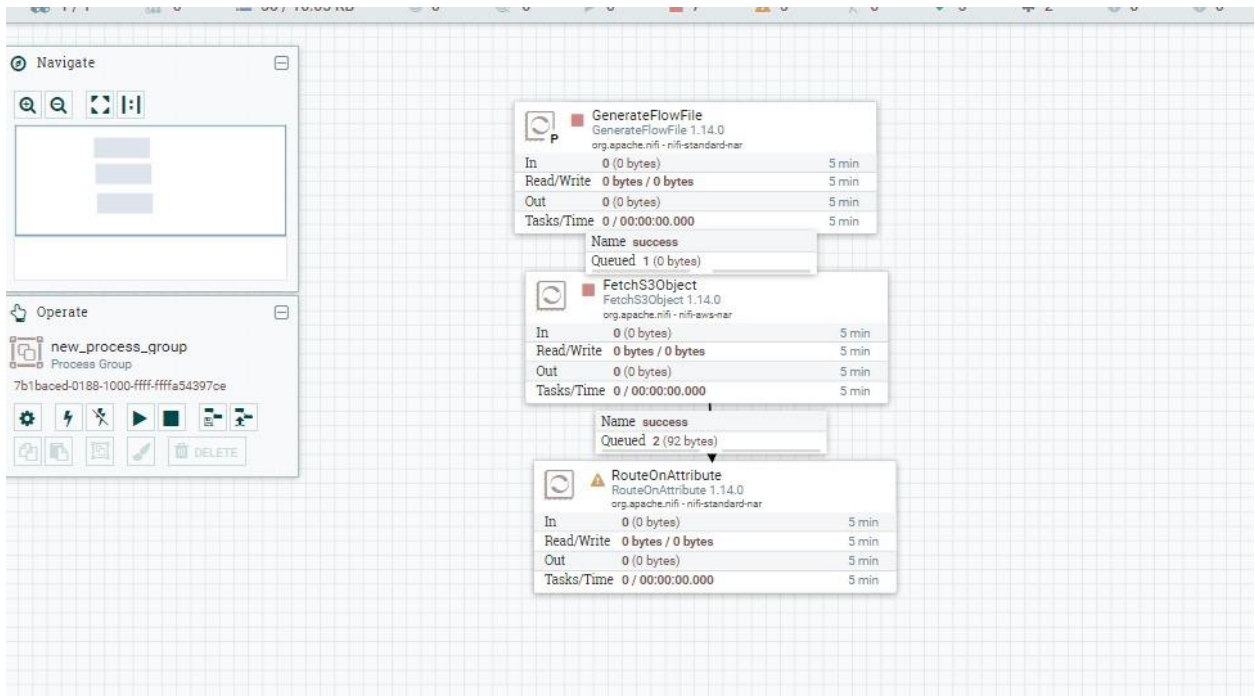 Navigate
Operate
new_process_group
Process Group
7b1baced-0188-1000-ffff-ffffa54397ce
DELETE
GenerateFlowFile
P
GenerateFlowFile 1.14.0
org.apache.nifi - nifi-standard-nar
In 0 (0 bytes) 5 min
Read/Write 0 bytes / 0 bytes 5 min
Out 0 (0 bytes) 5 min
Tasks/Time 0 / 00:00:00.000 5 min
Name success
Queued 1 (0 bytes)
FetchS3Object
FetchS3Object 1.14.0
org.apache.nifi - nifi-aws-nar
In 0 (0 bytes) 5 min
Read/Write 0 bytes / 0 bytes 5 min
Out 0 (0 bytes) 5 min
Tasks/Time 0 / 00:00:00.000 5 min
Name success
Queued 2 (92 bytes)
RouteOnAttribute
RouteOnAttribute 1.14.0
org.apache.nifi - nifi-standard-nar
In 0 (0 bytes) 5 min
Read/Write 0 bytes / 0 bytes 5 min
Out 0 (0 bytes) 5 min
Tasks/Time 0 / 00:00:00.000 5 min